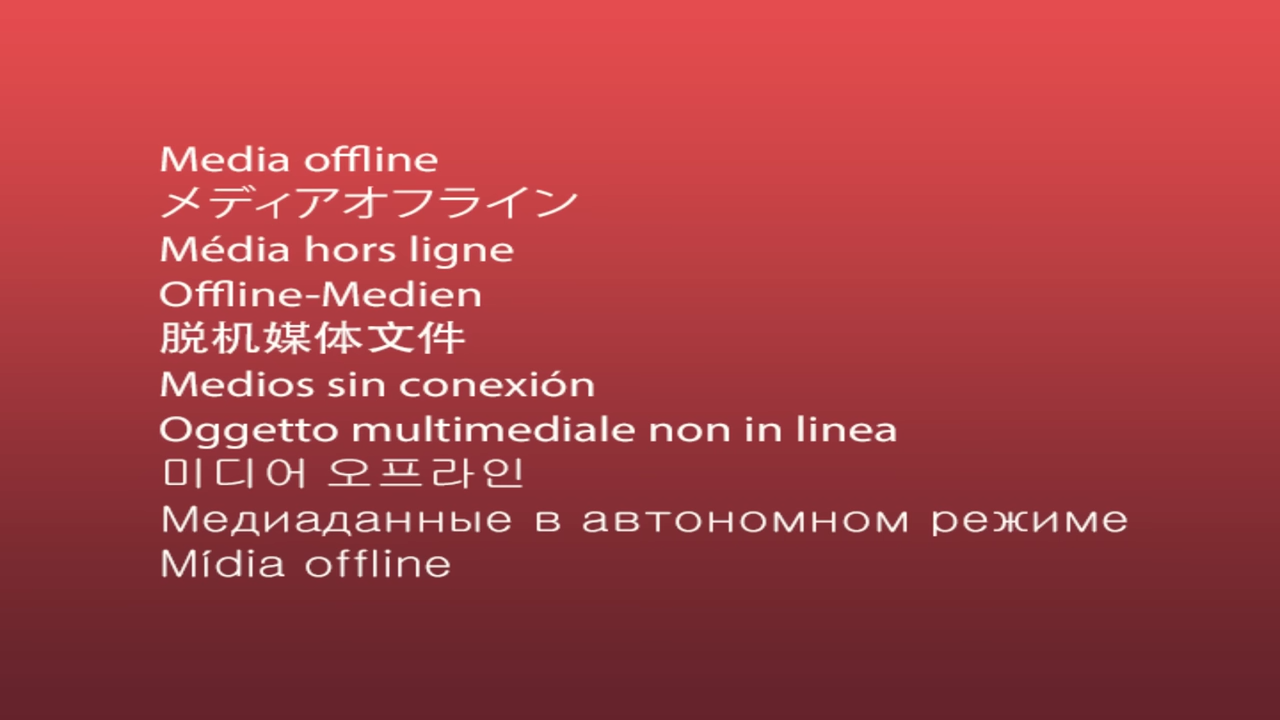 Media offline
メディアオフライン
Média hors ligne
Offline-Medien
脱机媒体文件
Medios sin conexión
Oggetto multimediale non in linea
미디어 오프라인
Медиаданные в автономном режиме
Mídia offline